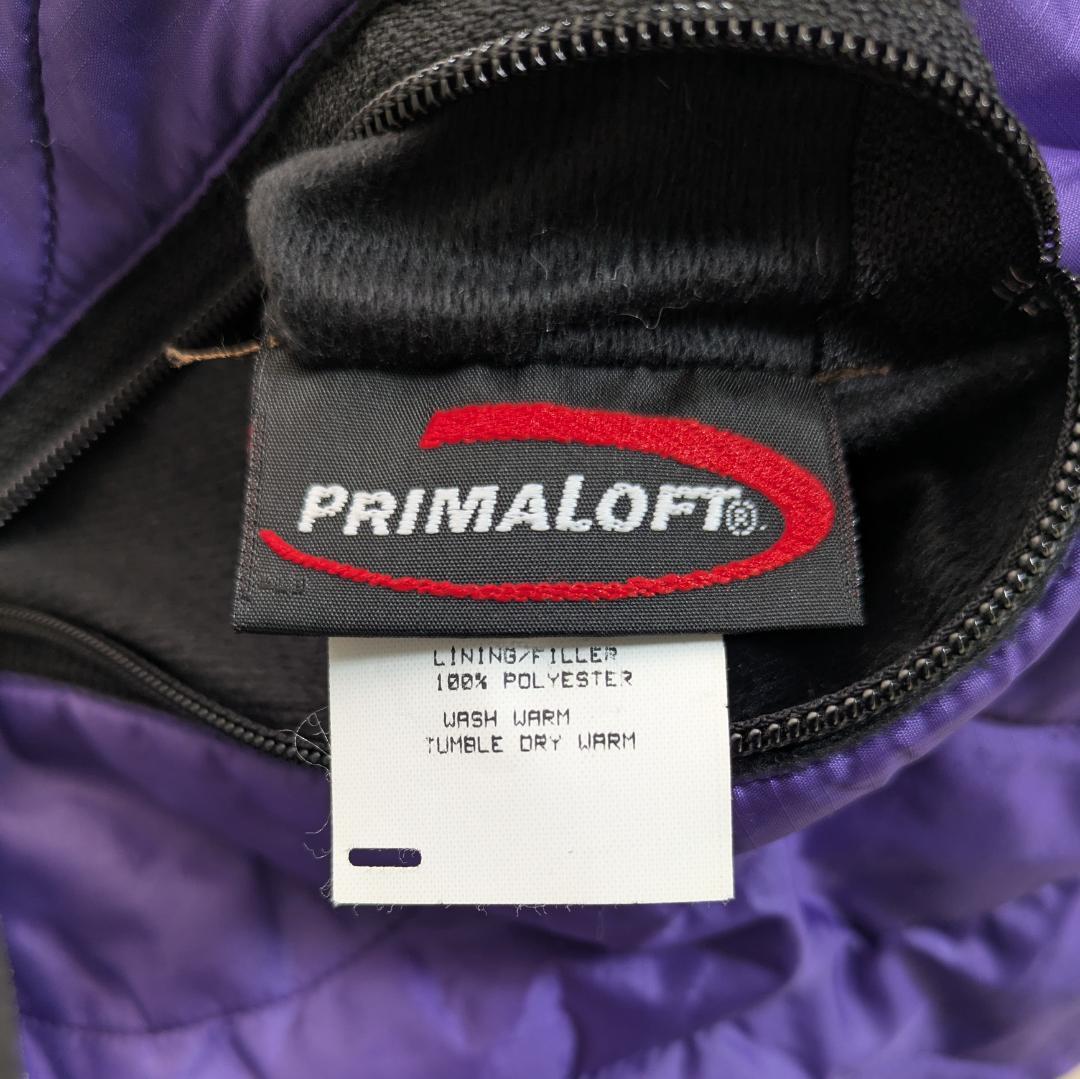 PRIMALOFT®
LINING/FILLER
100% POLYESTER
WASH WARM
TUMBLE DRY WARM